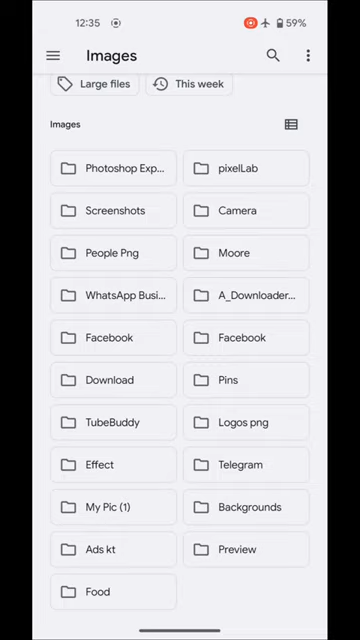 12:35 59%
Images
Large files This week
Images
Photoshop Exp... pixelLab
Screenshots Camera
People Png Moore
WhatsApp Busi... A_Downloader...
Facebook Facebook
Download Pins
TubeBuddy Logos png
Effect Telegram
My Pic (1) Backgrounds
Ads kt Preview
Food